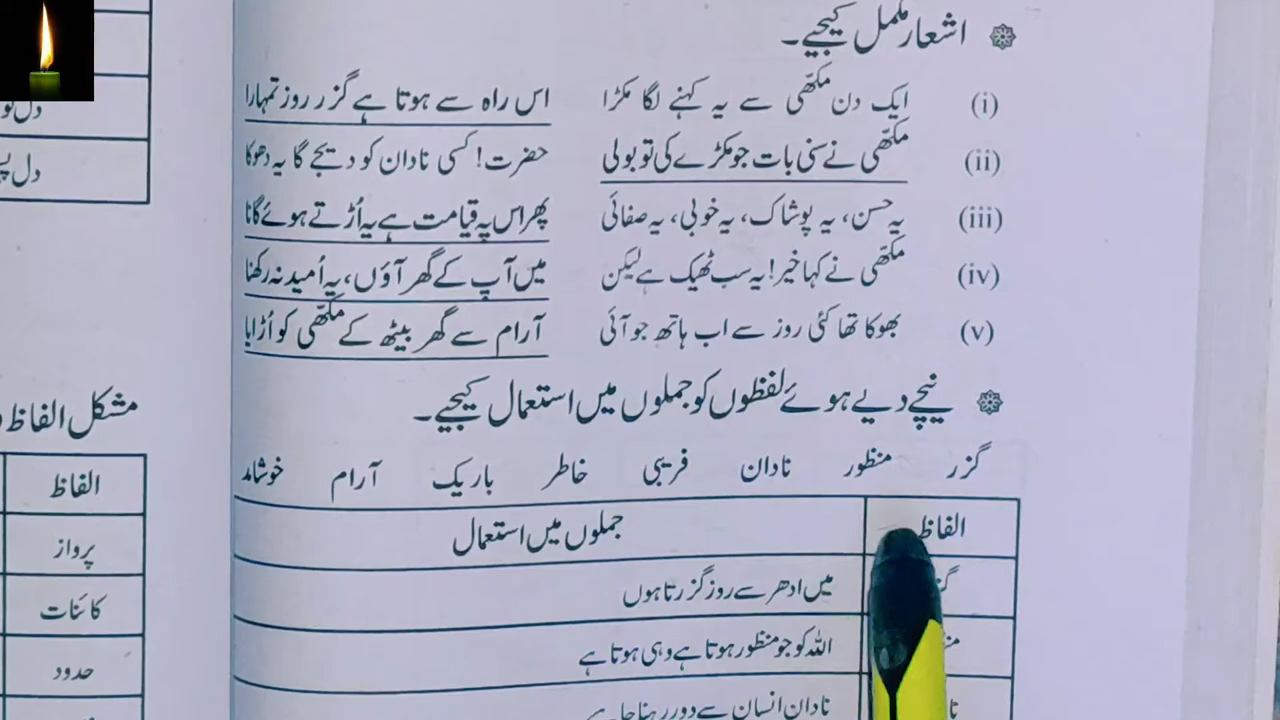 اشعار مکمل کیجیے۔
(i) ایک دن مکھی سے یہ کہنے لگا مکڑا اس راہ سے ہوتا ہے گزر روز تمہارا
(ii) مکھی نے سنی بات جو مکڑے کی تو بولی حضرت! کسی نادان کو دیجے گا یہ دھوکا
(iii) یہ حسن، یہ پوشاک، یہ خوبی، یہ صفائی پھر اس پہ قیامت ہے یہ اُڑتے ہوئے گانا
(iv) مکھی نے کہا خیر! یہ سب ٹھیک ہے لیکن میں آپ کے گھر آؤں، یہ اُمید نہ رکھنا
(v) بھوکا تھا کئی روز سے اب ہاتھ جو آئی آرام سے گھر بیٹھ کے مکھی کو اُڑایا
نیچے دیے ہوئے لفظوں کو جملوں میں استعمال کیجیے۔
گزر منظور نادان فریبی خاطر باریک آرام خوشامد
الفاظ جملوں میں استعمال
میں ادھر سے روز گزرتا ہوں
اللہ کو جو منظور ہوتا ہے وہی ہوتا ہے
نادان انسان سے دور رہنا چاہیے
مشکل الفاظ
الفاظ
پرواز
کائنات
حدود